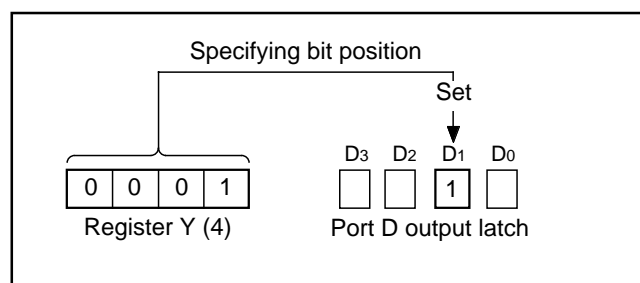 Specifying bit position
Set
D3 D2 D1 D0
0 0 0 1 1
Register Y (4) Port D output latch